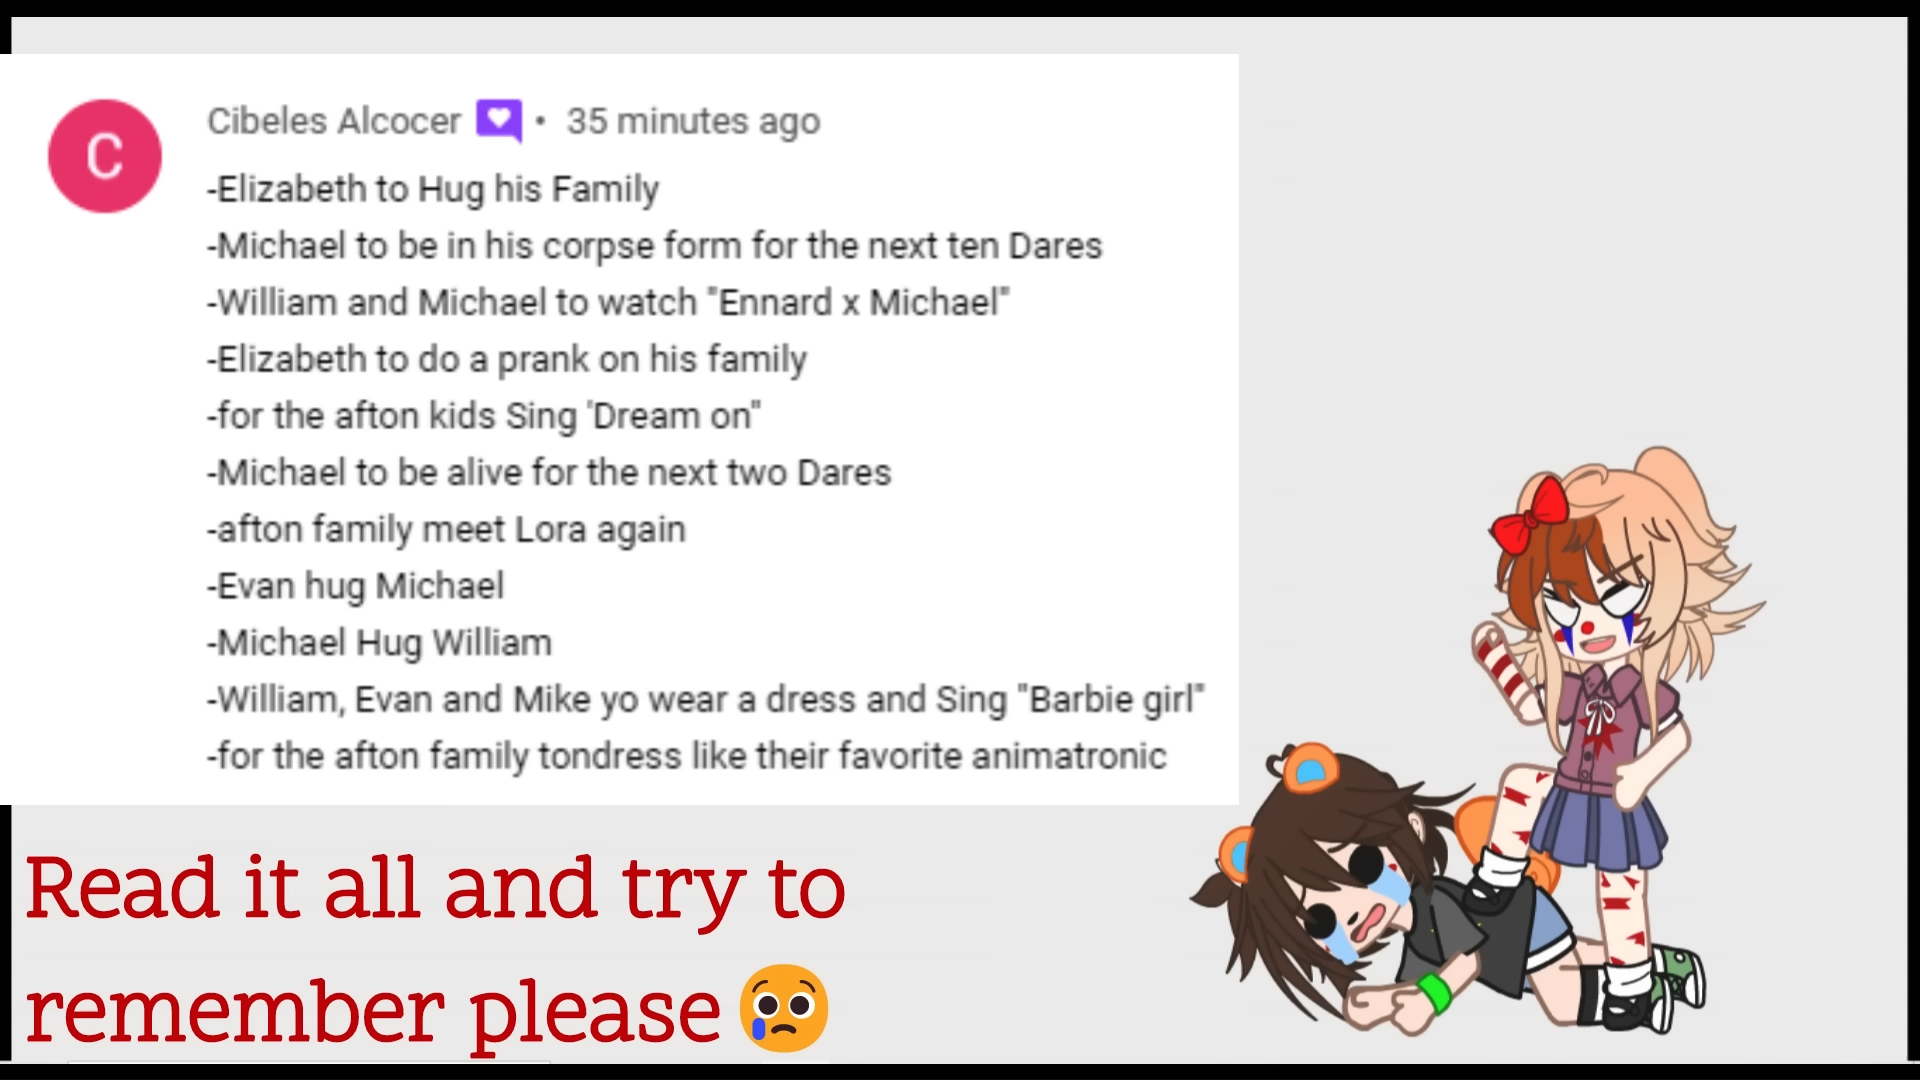 C
Cibeles Alcocer • 35 minutes ago
-Elizabeth to Hug his Family
-Michael to be in his corpse form for the next ten Dares
-William and Michael to watch "Ennard x Michael"
-Elizabeth to do a prank on his family
-for the afton kids Sing 'Dream on"
-Michael to be alive for the next two Dares
-afton family meet Lora again
-Evan hug Michael
-Michael Hug William
-William, Evan and Mike yo wear a dress and Sing "Barbie girl"
-for the afton family tondress like their favorite animatronic
Read it all and try to
remember please 😢